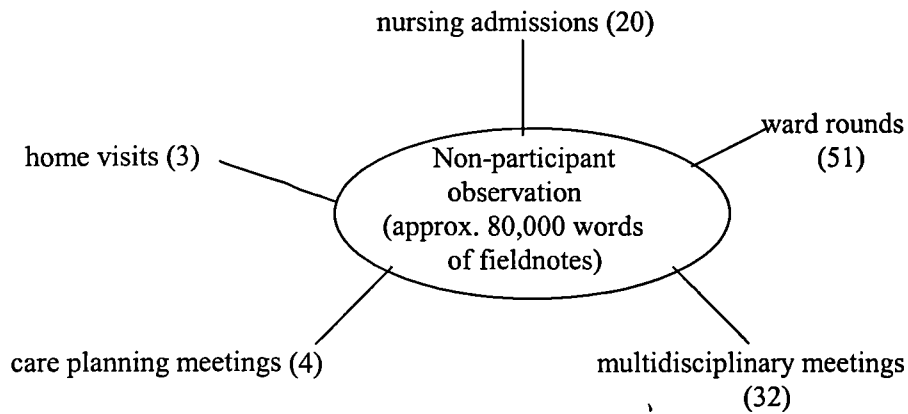 nursing admissions (20)
ward rounds
(51)
home visits (3)
Non-participant
observation
(approx. 80,000 words
of fieldnotes)
care planning meetings (4)
multidisciplinary meetings
(32)